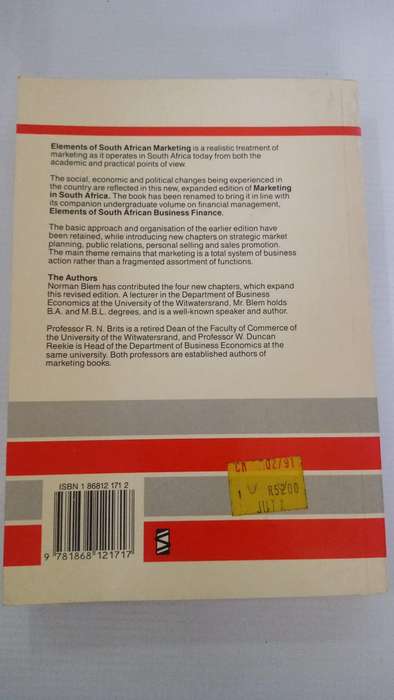 Elements of South African Marketing is a realistic treatment of
marketing as it operates in South Africa today from both the
academic and practical points of view.
The social, economic and political changes being experienced in
the country are reflected in this new, expanded edition of Marketing
in South Africa. The book has been renamed to bring it in line with
its companion undergraduate volume on financial management,
Elements of South African Business Finance.
The basic approach and organisation of the earlier edition have
been retained, while introducing new chapters on strategic market
planning, public relations, personal selling and sales promotion.
The main theme remains that marketing is a total system of business
action rather than a fragmented assortment of functions.
The Authors
Norman Blem has contributed the four new chapters, which expand
this revised edition. A lecturer in the Department of Business
Economics at the University of the Witwatersrand, Mr. Blem holds
B.A. and M.B.L. degrees, and is a well-known speaker and author.
Professor R. N. Brits is a retired Dean of the Faculty of Commerce of
the University of the Witwatersrand, and Professor W. Duncan
Reekie is Head of the Department of Business Economics at the
same university. Both professors are established authors of
marketing books.
ISBN 1 86812 171 2
9 781868 121717
02/91
R5200